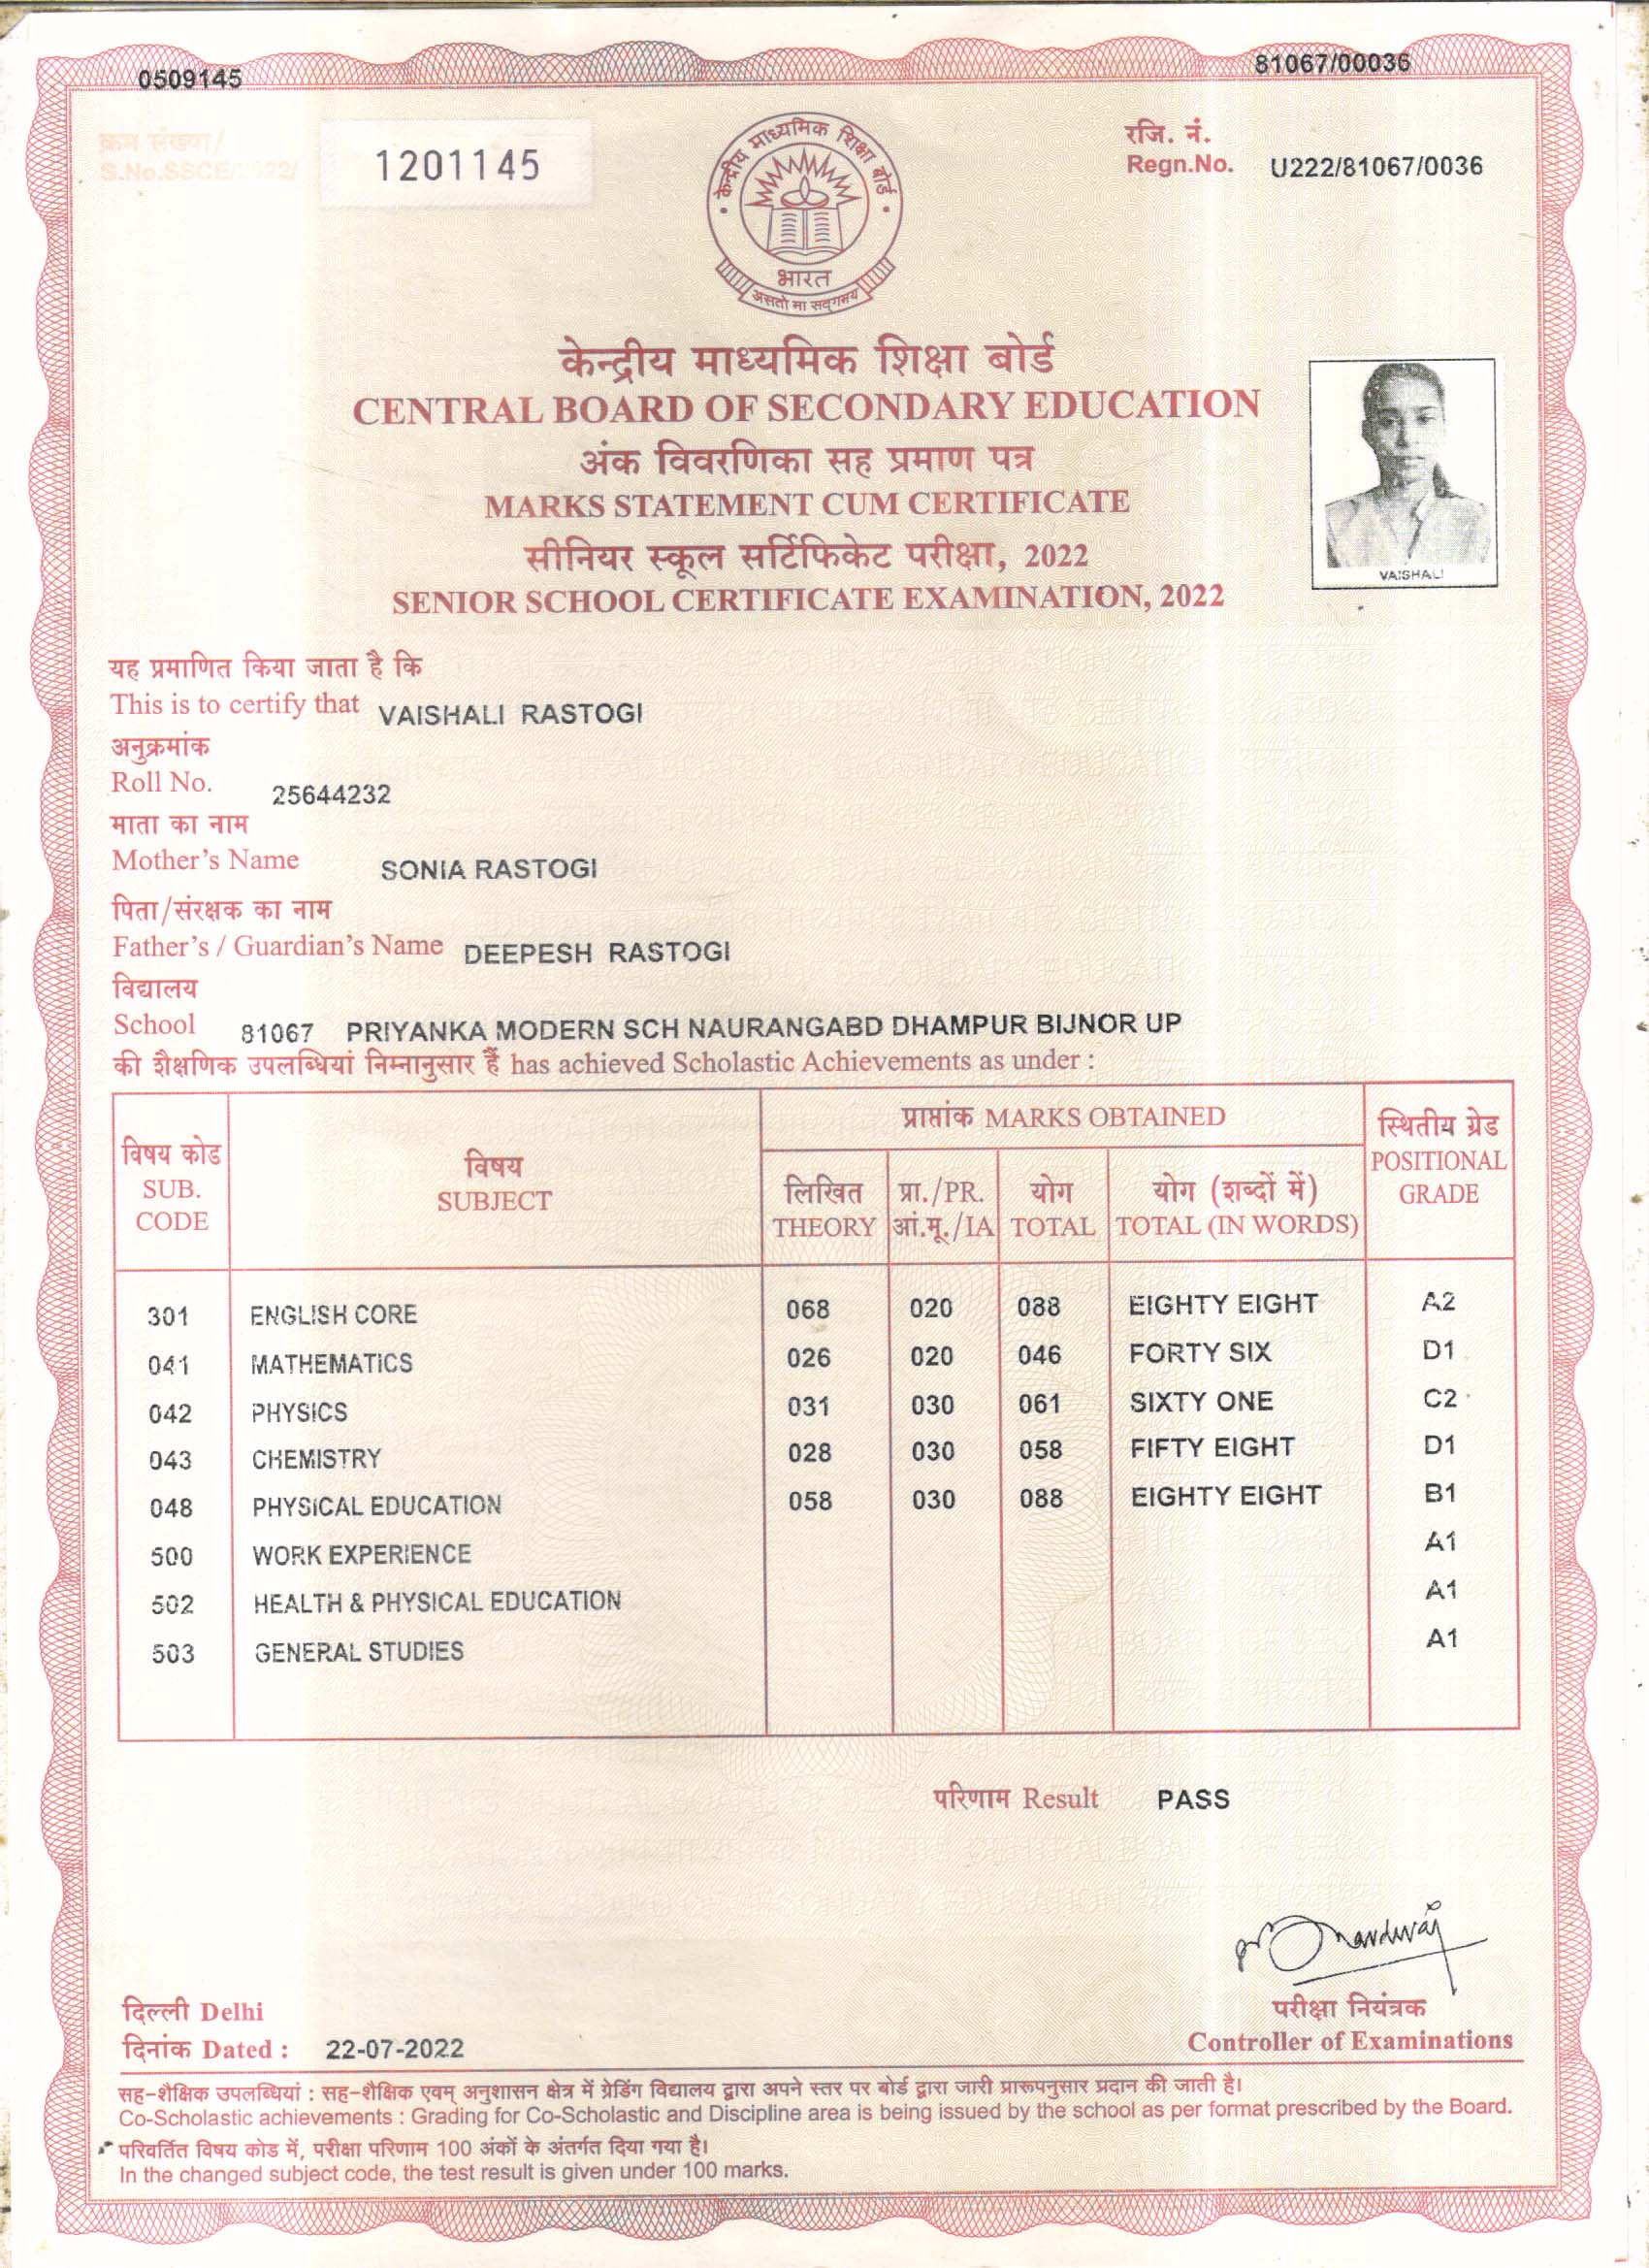 0509145 81067/00036
क्रम संख्या/
S.No.SSCE/2022/ 1201145
रजि. नं.
Regn.No. U222/81067/0036
केन्द्रीय माध्यमिक शिक्षा बोर्ड
भारत
असतो मा सद्गमय
केन्द्रीय माध्यमिक शिक्षा बोर्ड
CENTRAL BOARD OF SECONDARY EDUCATION
अंक विवरणिका सह प्रमाण पत्र
MARKS STATEMENT CUM CERTIFICATE
सीनियर स्कूल सर्टिफिकेट परीक्षा, 2022
SENIOR SCHOOL CERTIFICATE EXAMINATION, 2022
VAISHALI
यह प्रमाणित किया जाता है कि
This is to certify that VAISHALI RASTOGI
अनुक्रमांक
Roll No. 25644232
माता का नाम
Mother's Name SONIA RASTOGI
पिता/संरक्षक का नाम
Father's / Guardian's Name DEEPESH RASTOGI
विद्यालय
School 81067 PRIYANKA MODERN SCH NAURANGABD DHAMPUR BIJNOR UP
की शैक्षणिक उपलब्धियां निम्नानुसार हैं has achieved Scholastic Achievements as under :
विषय कोड
SUB.
CODE
विषय
SUBJECT
प्राप्तांक MARKS OBTAINED
लिखित
THEORY
प्रा./PR.
आं.मू./IA
योग
TOTAL
योग (शब्दों में)
TOTAL (IN WORDS)
स्थितीय ग्रेड
POSITIONAL
GRADE
301 ENGLISH CORE 068 020 088 EIGHTY EIGHT A2
041 MATHEMATICS 026 020 046 FORTY SIX D1
042 PHYSICS 031 030 061 SIXTY ONE C2
043 CHEMISTRY 028 030 058 FIFTY EIGHT D1
048 PHYSICAL EDUCATION 058 030 088 EIGHTY EIGHT B1
500 WORK EXPERIENCE A1
502 HEALTH & PHYSICAL EDUCATION A1
503 GENERAL STUDIES A1
परिणाम Result PASS
दिल्ली Delhi
दिनांक Dated : 22-07-2022
परीक्षा नियंत्रक
Controller of Examinations
सह-शैक्षिक उपलब्धियां : सह-शैक्षिक एवम् अनुशासन क्षेत्र में ग्रेडिंग विद्यालय द्वारा अपने स्तर पर बोर्ड द्वारा जारी प्रारूपनुसार प्रदान की जाती है।
Co-Scholastic achievements : Grading for Co-Scholastic and Discipline area is being issued by the school as per format prescribed by the Board.
परिवर्तित विषय कोड में, परीक्षा परिणाम 100 अंकों के अंतर्गत दिया गया है।
In the changed subject code, the test result is given under 100 marks.